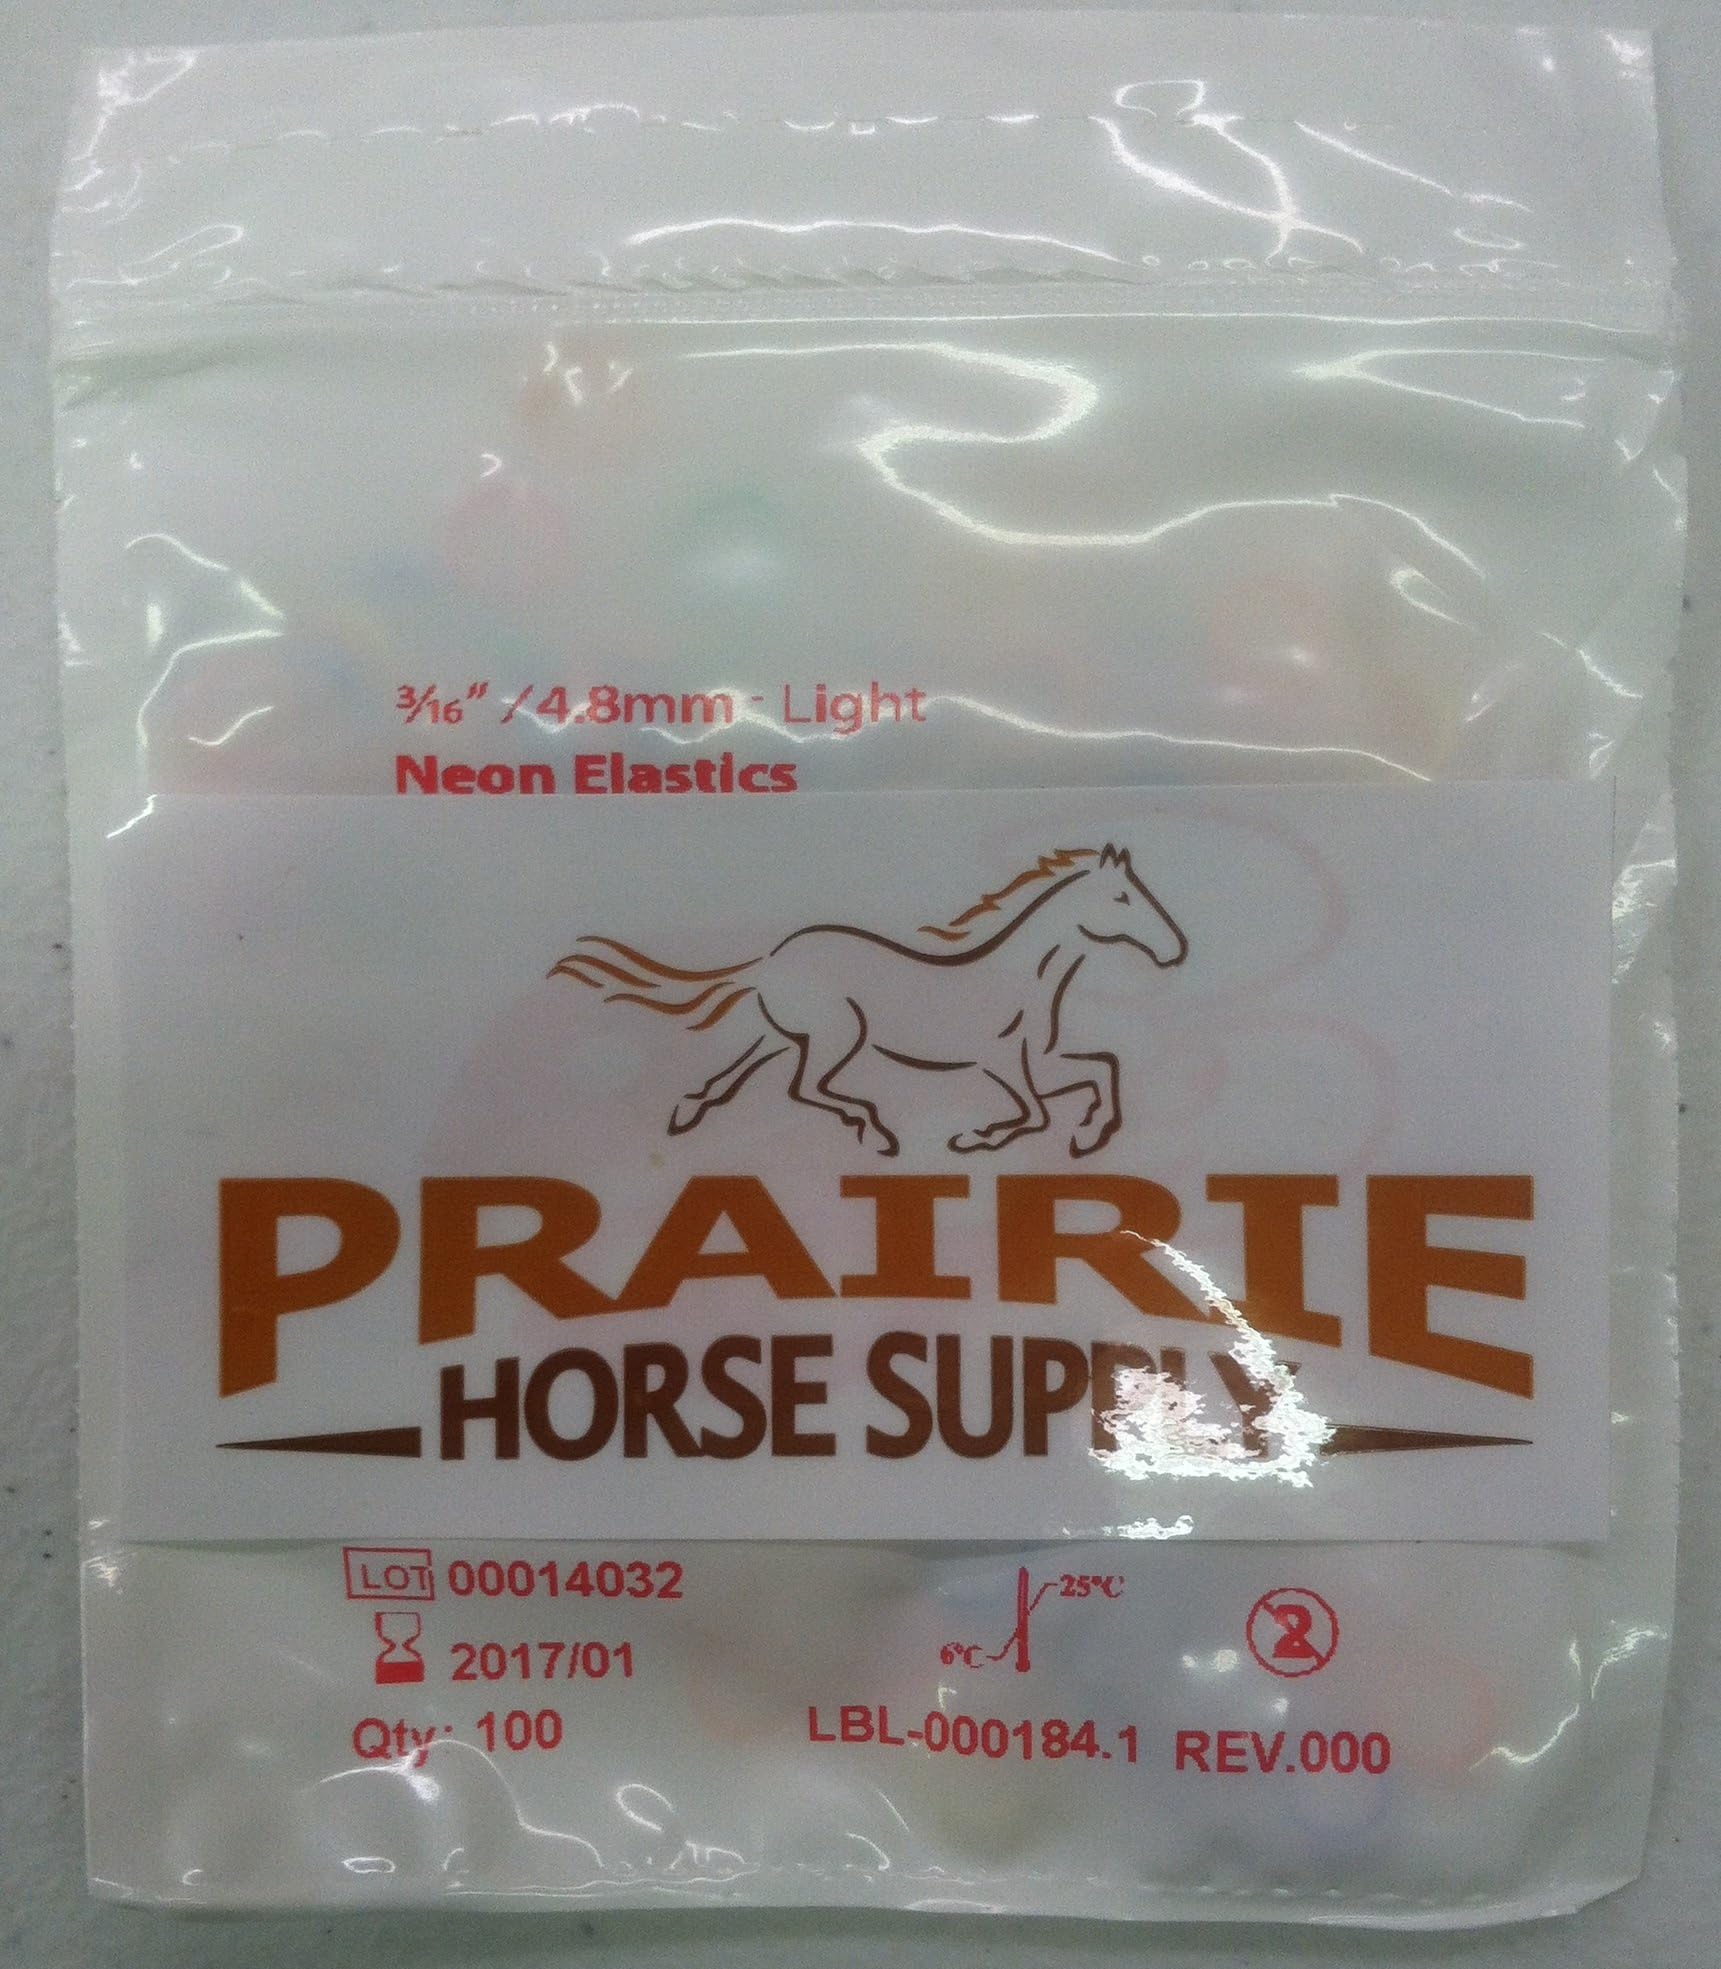 3/16" / 4.8mm - Light
Neon Elastics
PRAIRIE
HORSE SUPPLY
LOT 00014032
25°C
6°C
2
2017/01
Qty: 100
LBL-000184.1 REV.000